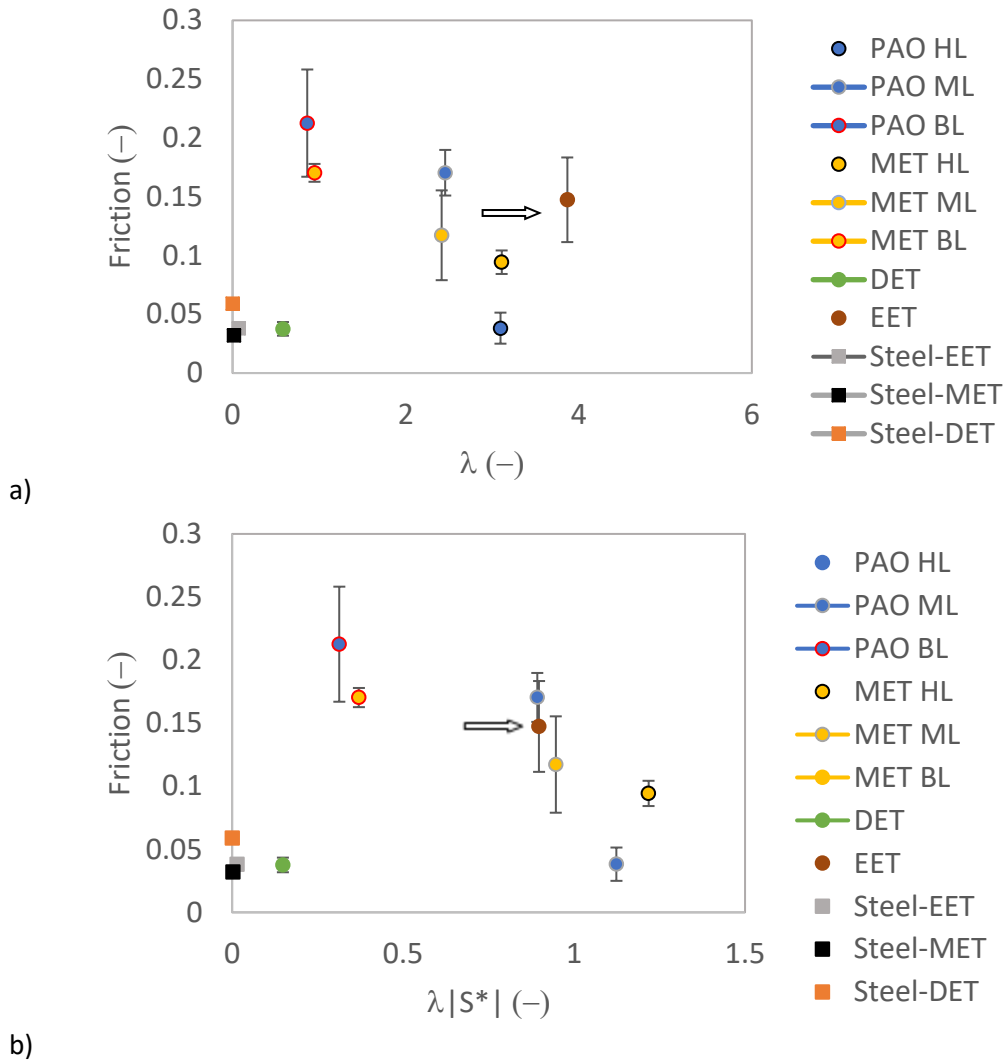 0.3
0.25
0.2
0.15
0.1
0.05
0
Friction (–)
0 2 4 6
λ (–)
PAO HL
PAO ML
PAO BL
MET HL
MET ML
MET BL
DET
EET
Steel-EET
Steel-MET
Steel-DET
a)
0.3
0.25
0.2
0.15
0.1
0.05
0
Friction (–)
0 0.5 1 1.5
λ|S*| (–)
PAO HL
PAO ML
PAO BL
MET HL
MET ML
MET BL
DET
EET
Steel-EET
Steel-MET
Steel-DET
b)